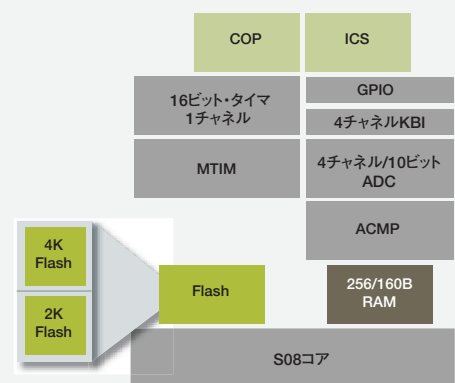 COP
ICS
16ビット・タイマ
1チャネル
GPIO
4チャネルKBI
MTIM
4チャネル/10ビット
ADC
ACMP
4K
Flash
2K
Flash
Flash
256/160B
RAM
S08コア